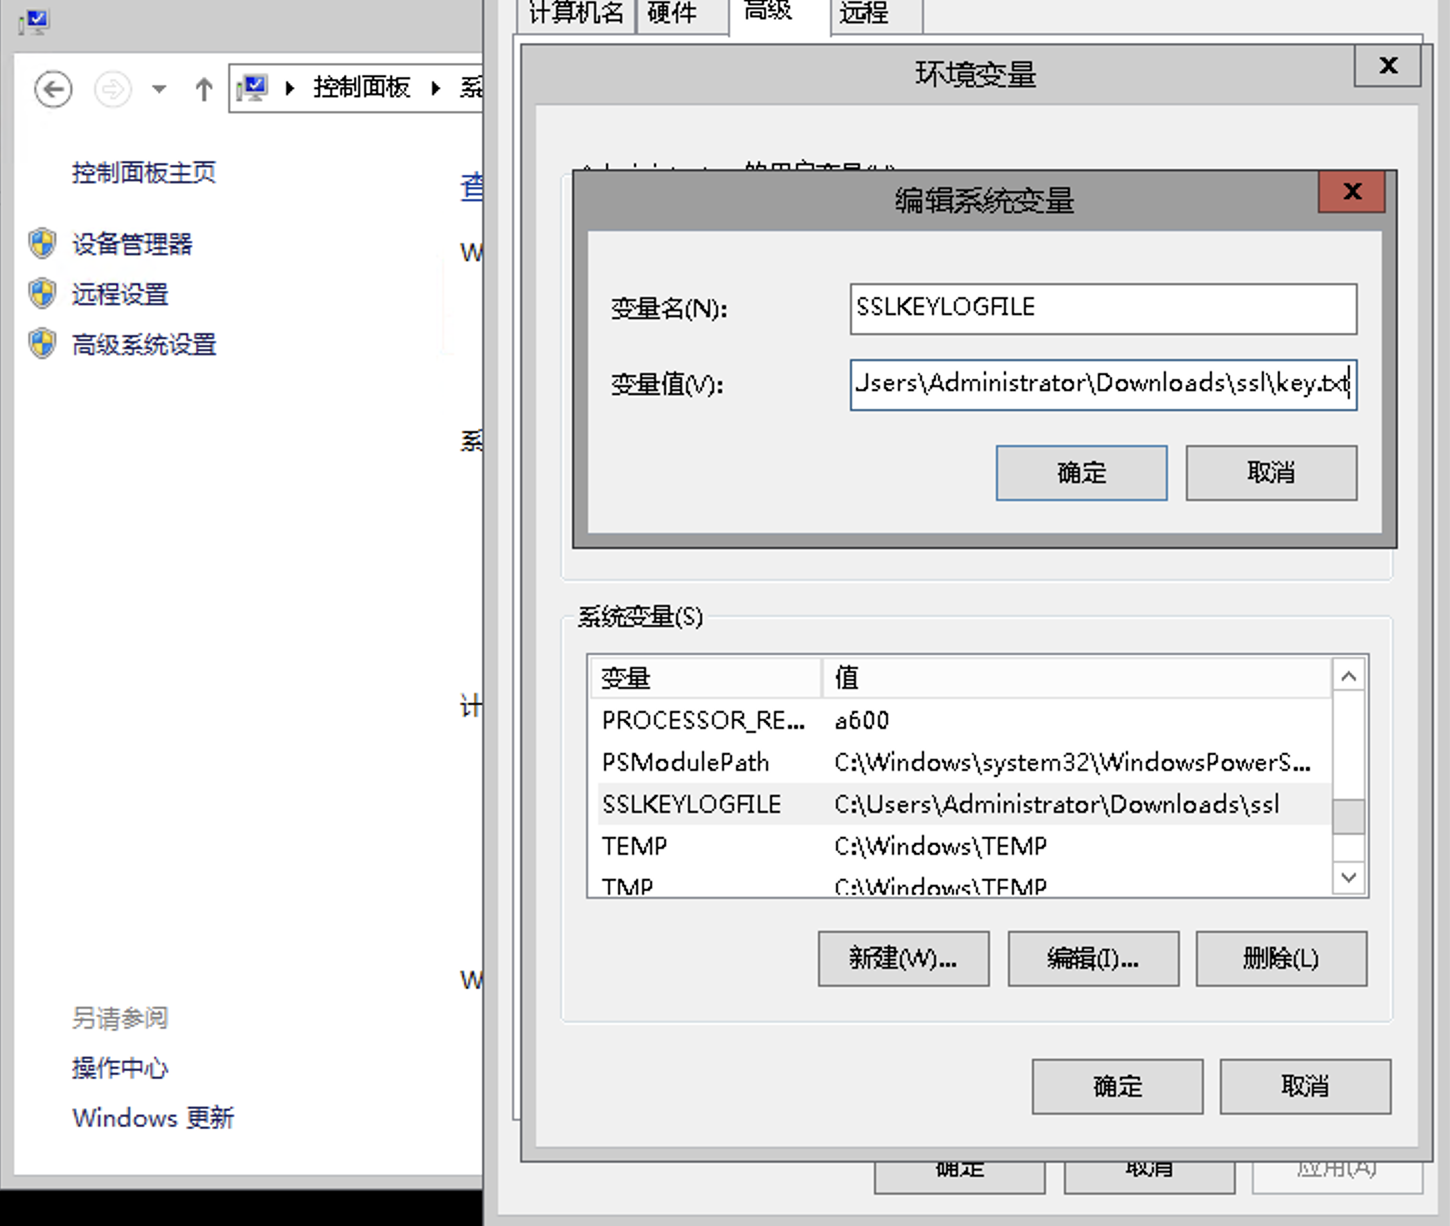 计算机名 硬件 高级 远程
环境变量
控制面板 系
控制面板主页
设备管理器
远程设置
高级系统设置
查
W
系
计
W
另请参阅
操作中心
Windows 更新
编辑系统变量
变量名(N):
SSLKEYLOGFILE
变量值(V):
Jsers\Administrator\Downloads\ssl\key.txt
确定 取消
系统变量(S)
变量 值
PROCESSOR_RE... a600
PSModulePath C:\Windows\system32\WindowsPowerS...
SSLKEYLOGFILE C:\Users\Administrator\Downloads\ssl
TEMP C:\Windows\TEMP
TMP C:\Windows\TEMP
新建(W)... 编辑(I)... 删除(L)
确定 取消
确定 取消 应用(A)